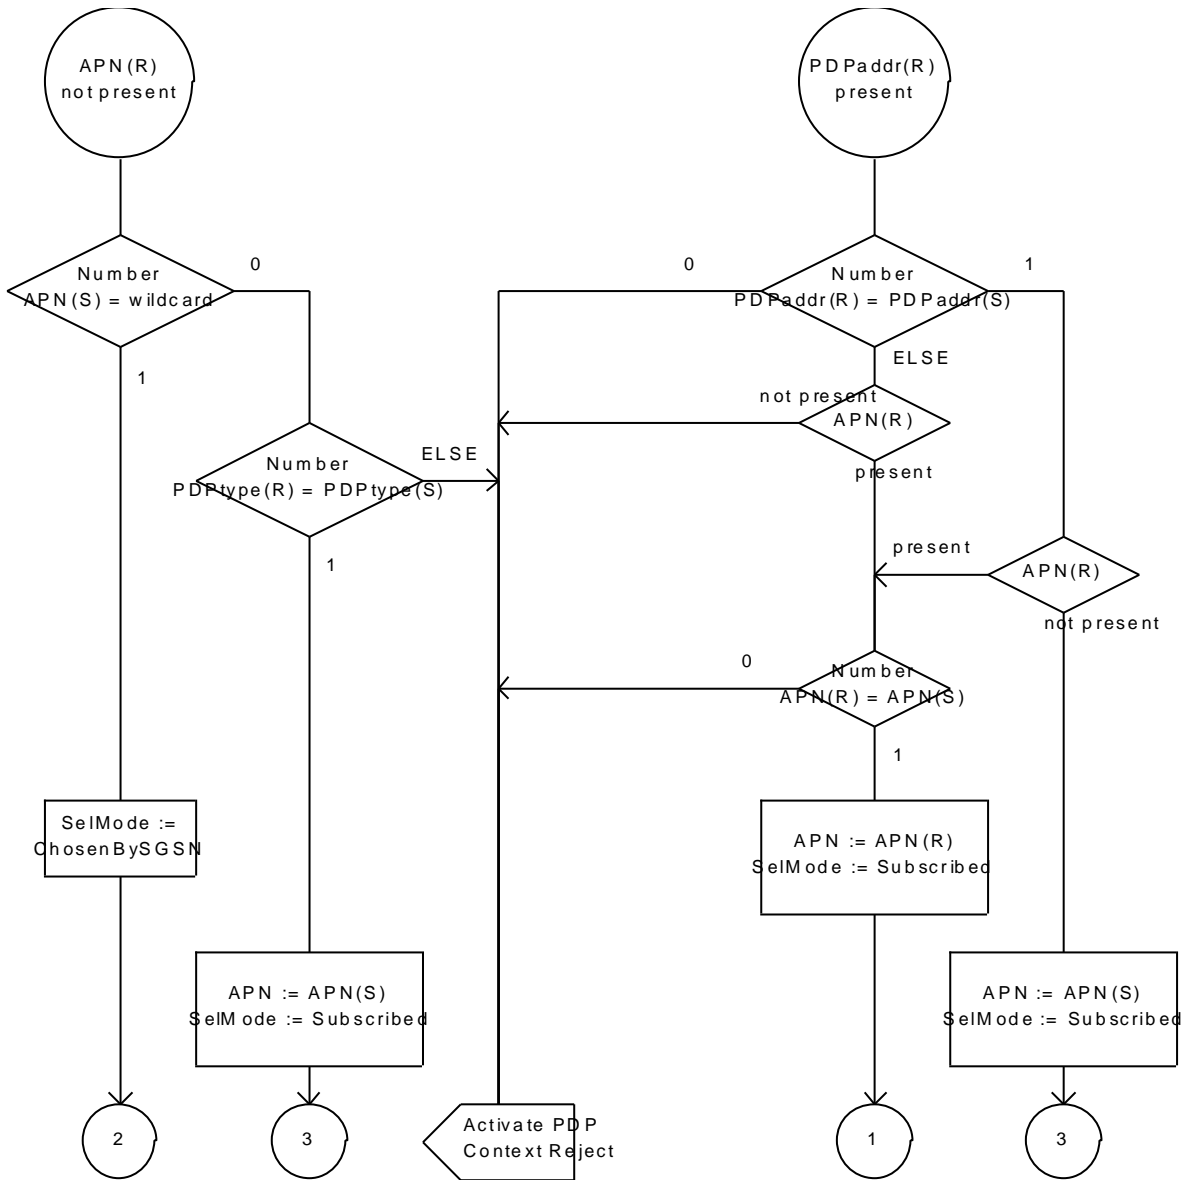 APN(R)
not present
PDPaddr(R)
present
0
Number
APN(S) = wildcard
1
0
Number
PDPaddr(R) = PDPaddr(S)
1
ELSE
not present
APN(R)
present
ELSE
Number
PDPtype(R) = PDPtype(S)
1
present
APN(R)
not present
0
Number
APN(R) = APN(S)
1
SelMode :=
ChosenBySGSN
APN := APN(R)
SelMode := Subscribed
APN := APN(S)
SelMode := Subscribed
APN := APN(S)
SelMode := Subscribed
2
3
Activate PDP
Context Reject
1
3